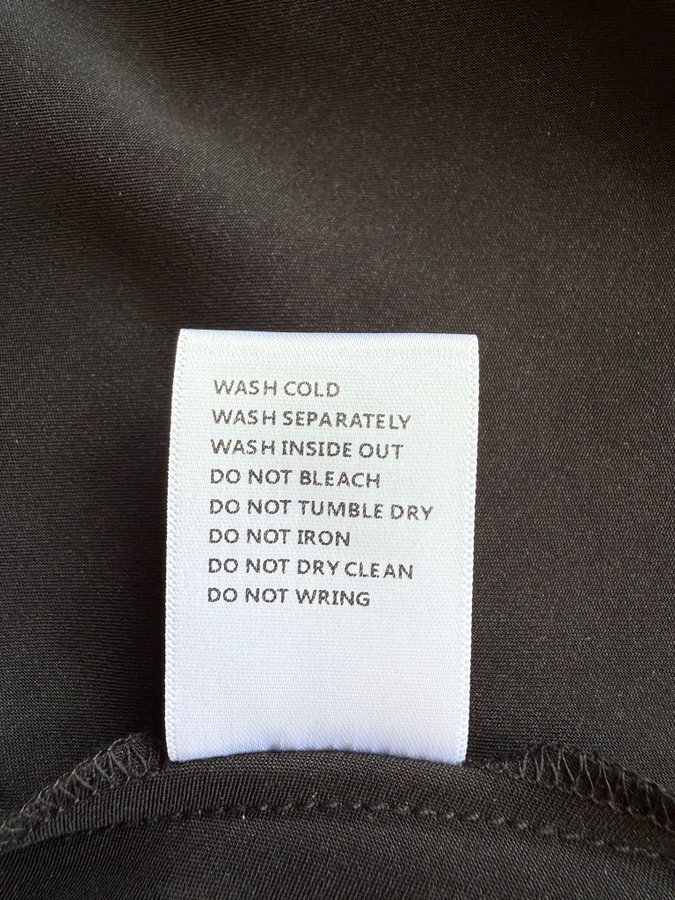 WASH COLD
WASH SEPARATELY
WASH INSIDE OUT
DO NOT BLEACH
DO NOT TUMBLE DRY
DO NOT IRON
DO NOT DRY CLEAN
DO NOT WRING